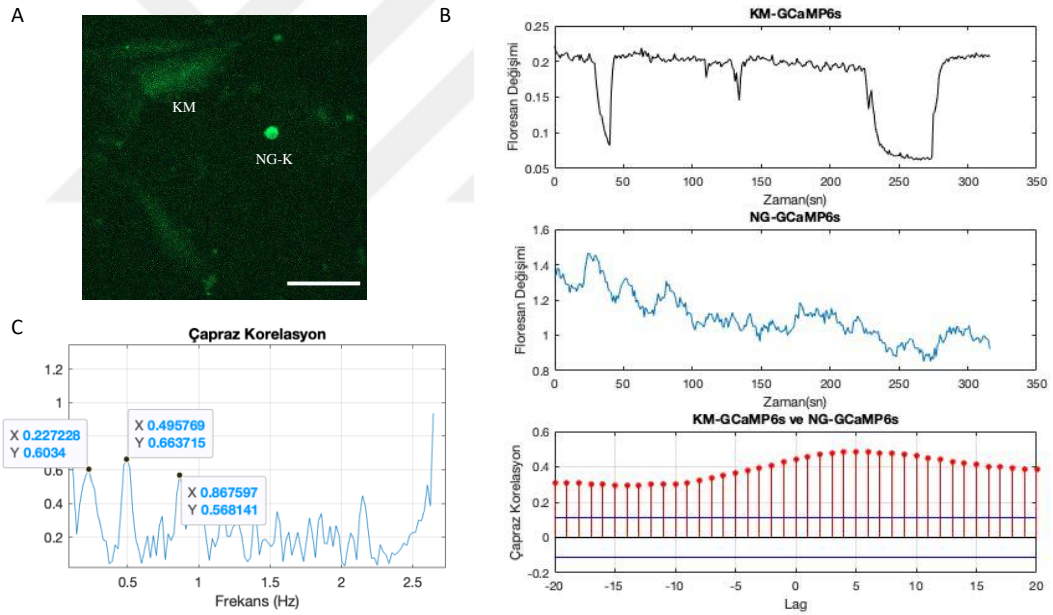 A
KM
NG-K
B
KM-GCaMP6s
Floresan Değişimi
0.25
0.2
0.15
0.1
0.05
0 50 100 150 200 250 300 350
Zaman(sn)
NG-GCaMP6s
Floresan Değişimi
1.6
1.4
1.2
1
0.8
0 50 100 150 200 250 300 350
Zaman(sn)
KM-GCaMP6s ve NG-GCaMP6s
Çapraz Korelasyon
0.6
0.4
0.2
0
-0.2
-20 -15 -10 -5 0 5 10 15 20
Lag
C
Çapraz Korelasyon
1.2
1
0.8
0.6
0.4
0.2
X 0.227228
Y 0.6034
X 0.495769
Y 0.663715
X 0.867597
Y 0.568141
0.5 1 1.5 2 2.5
Frekans (Hz)